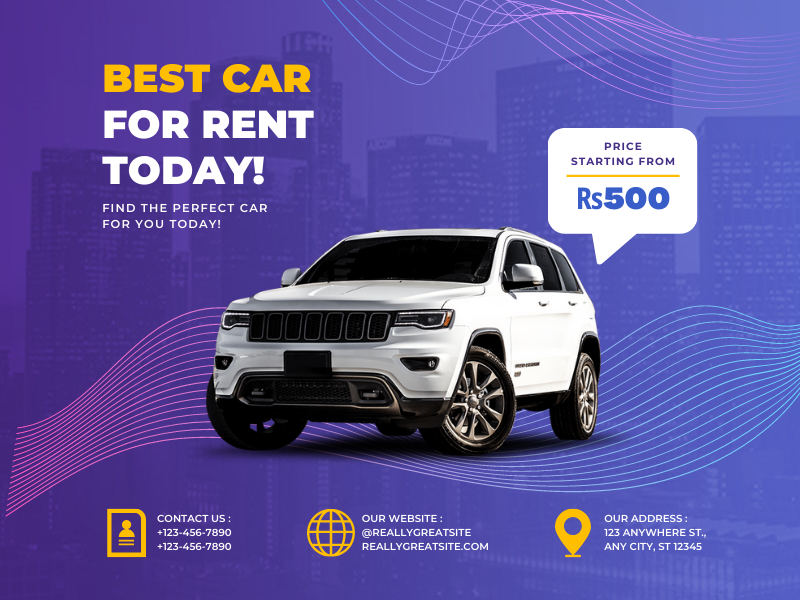 BEST CAR
FOR RENT
TODAY!
FIND THE PERFECT CAR
FOR YOU TODAY!
PRICE
STARTING FROM
Rs500
CONTACT US :
+123-456-7890
+123-456-7890
OUR WEBSITE :
@REALLYGREATSITE
REALLYGREATSITE.COM
OUR ADDRESS :
123 ANYWHERE ST.,
ANY CITY, ST 12345